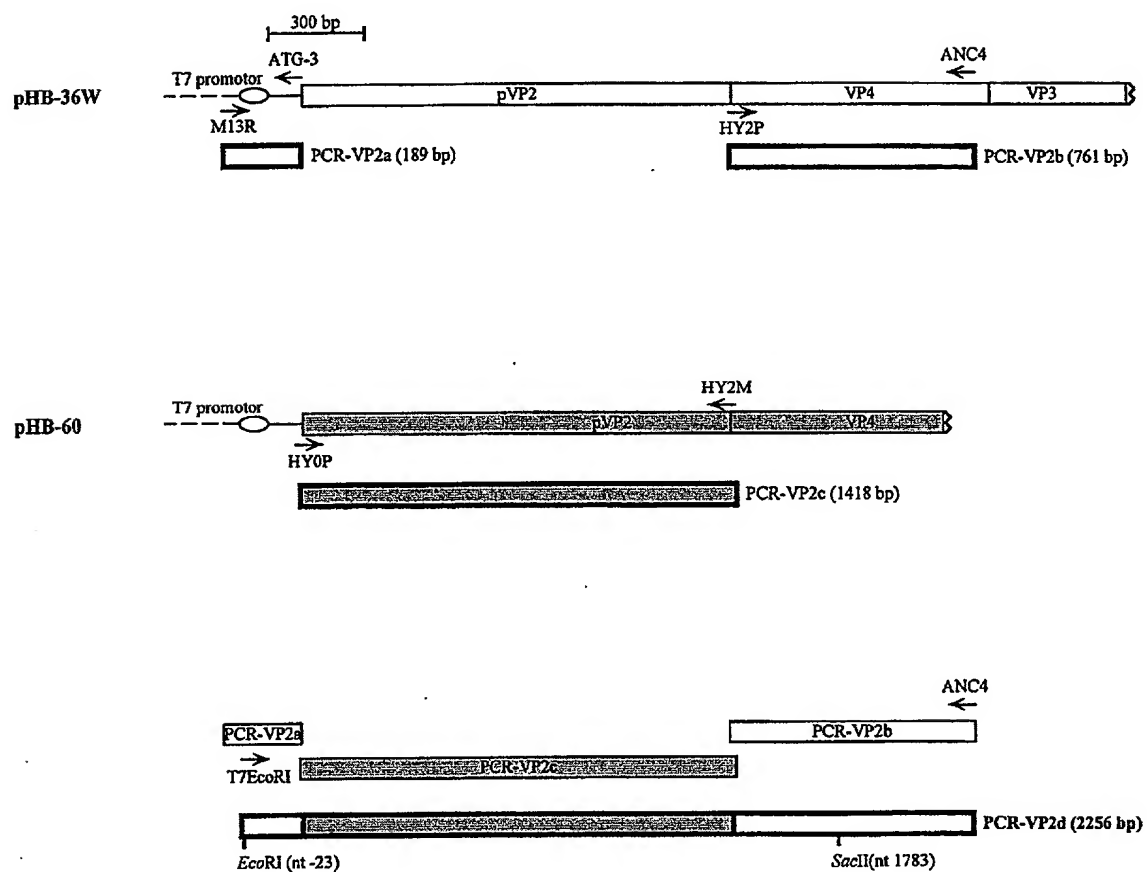 300 bp
ATG-3
ANC4
T7 promotor
pHB-36W
pVP2
VP4
VP3
M13R
HY2P
PCR-VP2a (189 bp)
PCR-VP2b (761 bp)
HY2M
T7 promotor
pHB-60
pVP2
VP4
HY0P
PCR-VP2c (1418 bp)
ANC4
PCR-VP2a
PCR-VP2b
T7EcoRI
PCR-VP2c
PCR-VP2d (2256 bp)
EcoRI (nt -23)
SacII(nt 1783)